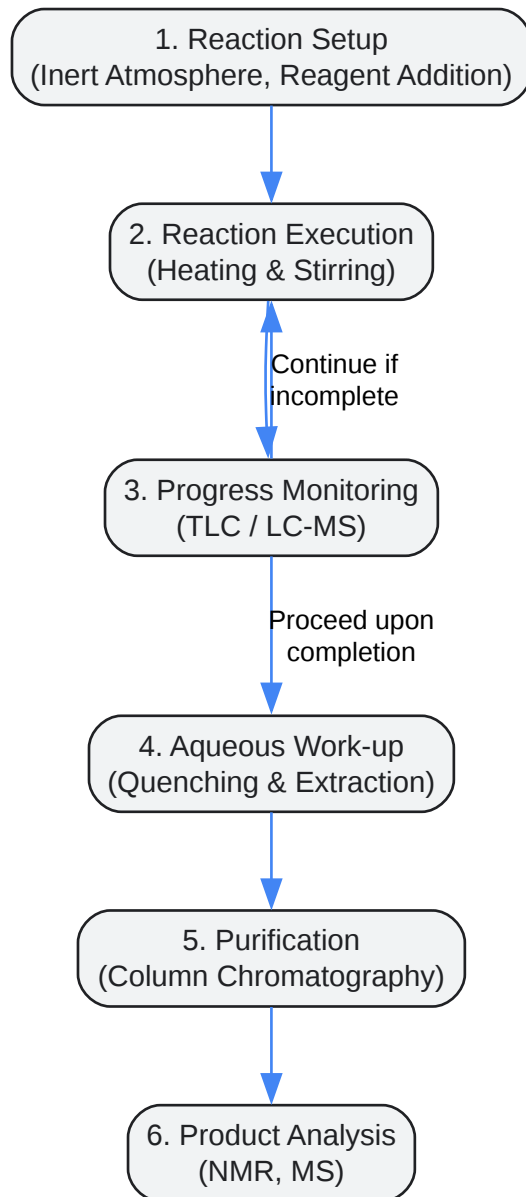 1. Reaction Setup
(Inert Atmosphere, Reagent Addition)
2. Reaction Execution
(Heating & Stirring)
Continue if
incomplete
3. Progress Monitoring
(TLC / LC-MS)
Proceed upon
completion
4. Aqueous Work-up
(Quenching & Extraction)
5. Purification
(Column Chromatography)
6. Product Analysis
(NMR, MS)